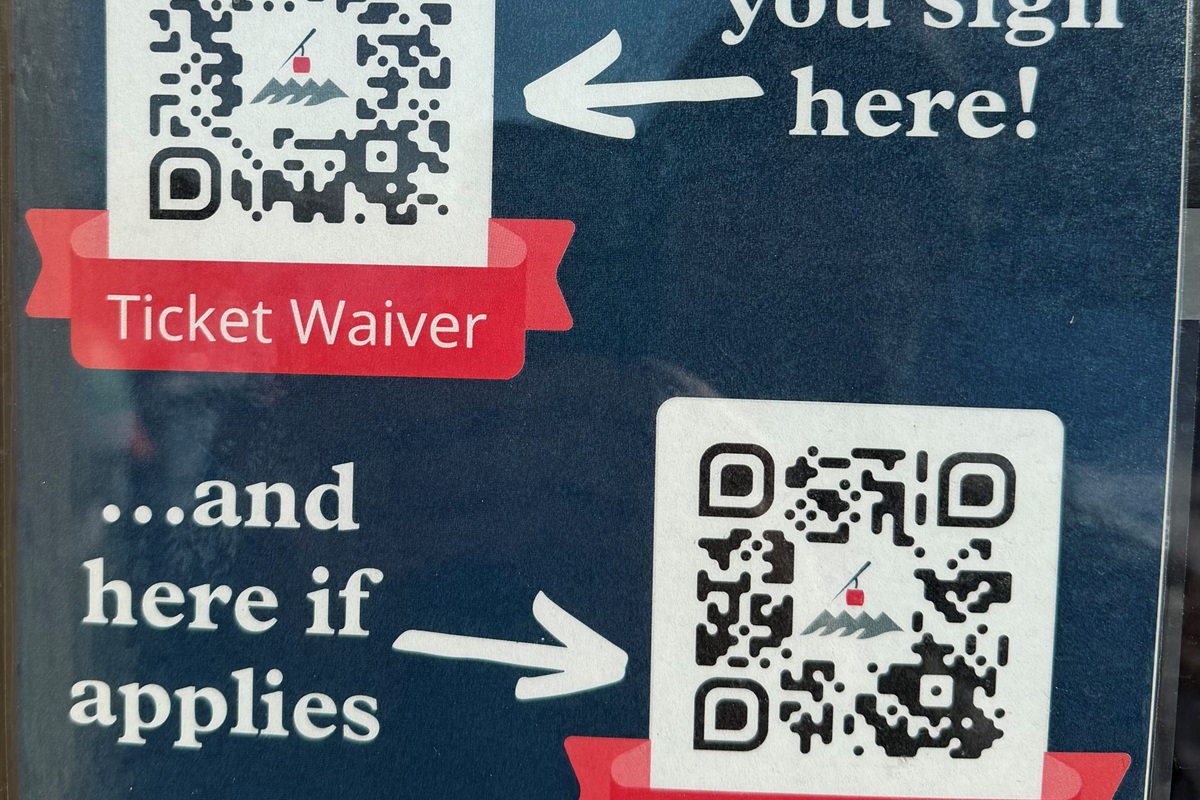 you sign
here!
Ticket Waiver
...and
here if
applies